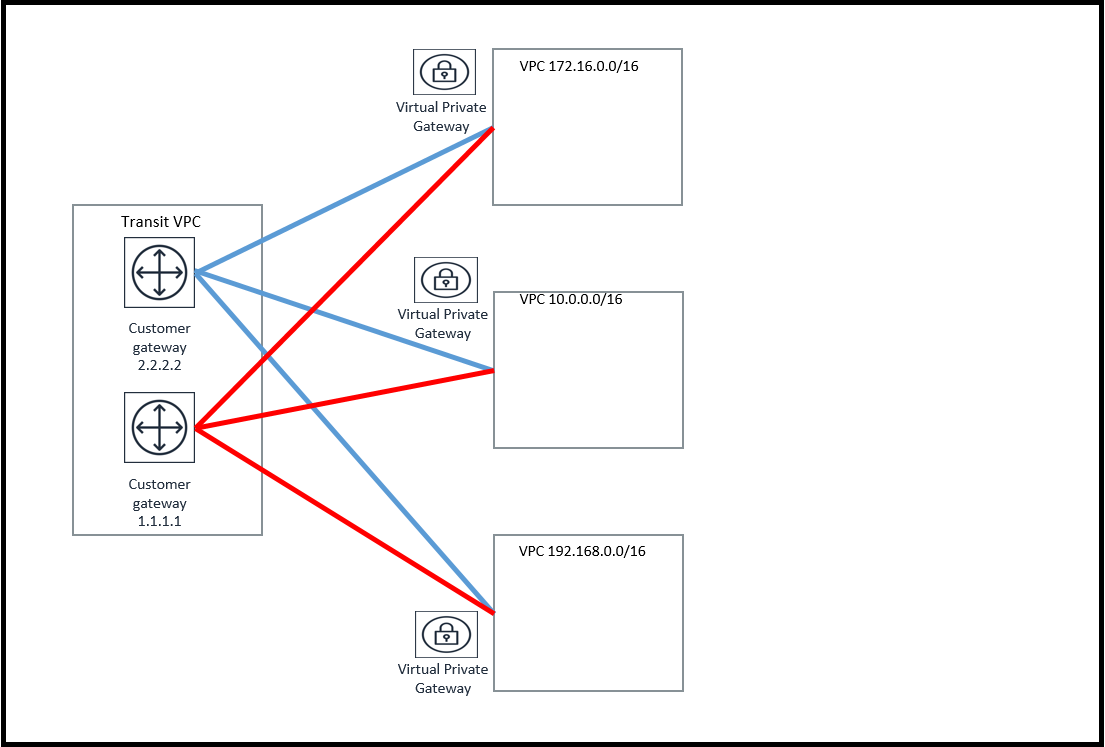 VPC 172.16.0.0/16
Virtual Private
Gateway
Transit VPC
Customer
gateway
2.2.2.2
VPC 10.0.0.0/16
Virtual Private
Gateway
Customer
gateway
1.1.1.1
VPC 192.168.0.0/16
Virtual Private
Gateway